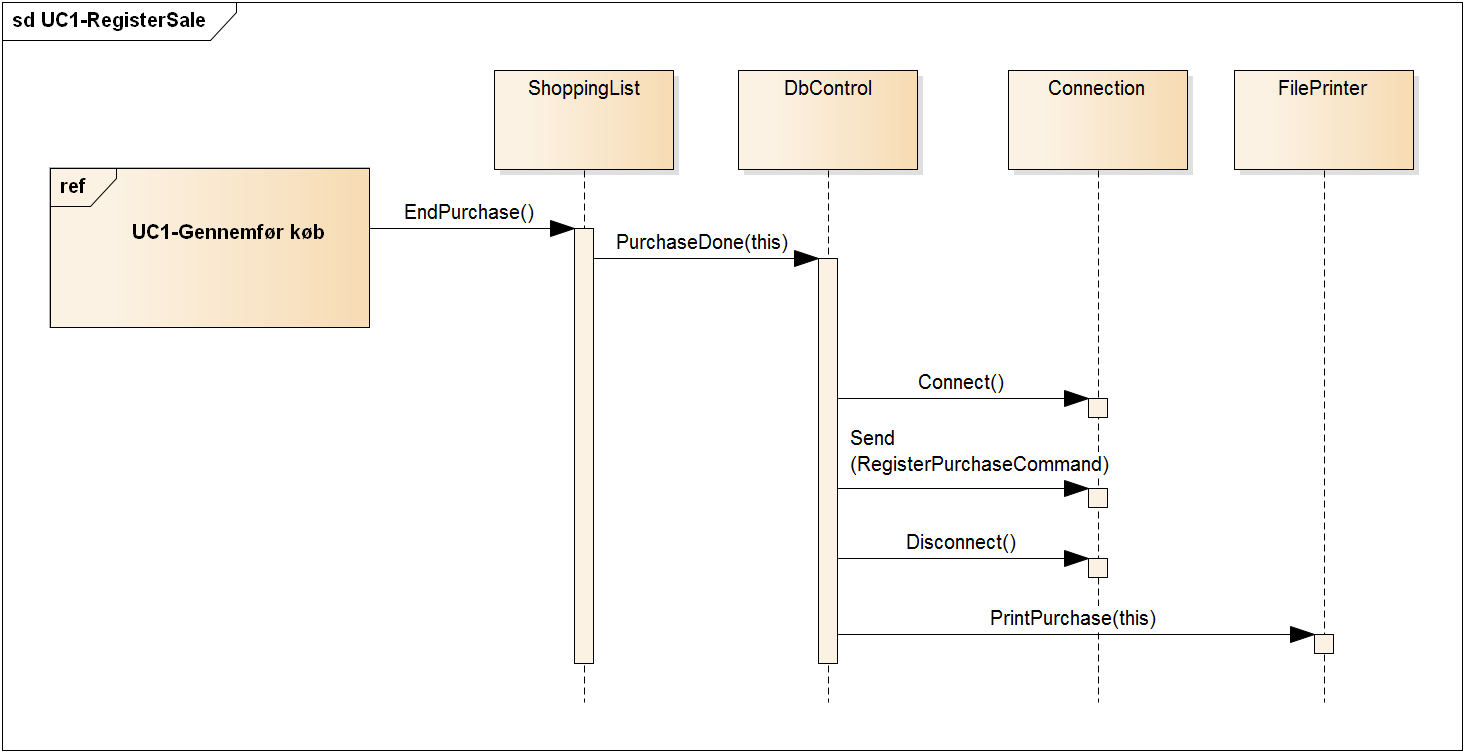 sd UC1-RegisterSale
ShoppingList
DbControl
Connection
FilePrinter
ref
UC1-Gennemfør køb
EndPurchase()
PurchaseDone(this)
Connect()
Send
(RegisterPurchaseCommand)
Disconnect()
PrintPurchase(this)